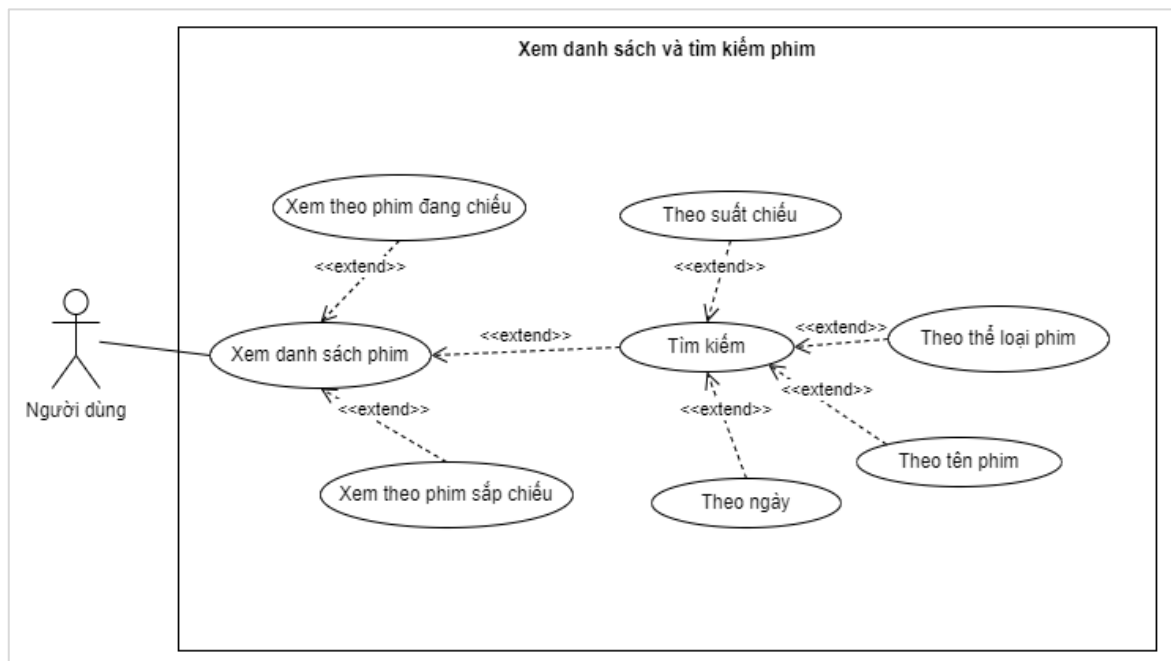 Xem danh sách và tìm kiếm phim
Xem theo phim đang chiếu
Theo suất chiếu
<<extend>>
<<extend>>
<<extend>>
<<extend>>
Theo thể loại phim
Xem danh sách phim
Tìm kiếm
Người dùng
<<extend>>
<<extend>>
<<extend>>
Theo tên phim
Xem theo phim sắp chiếu
Theo ngày